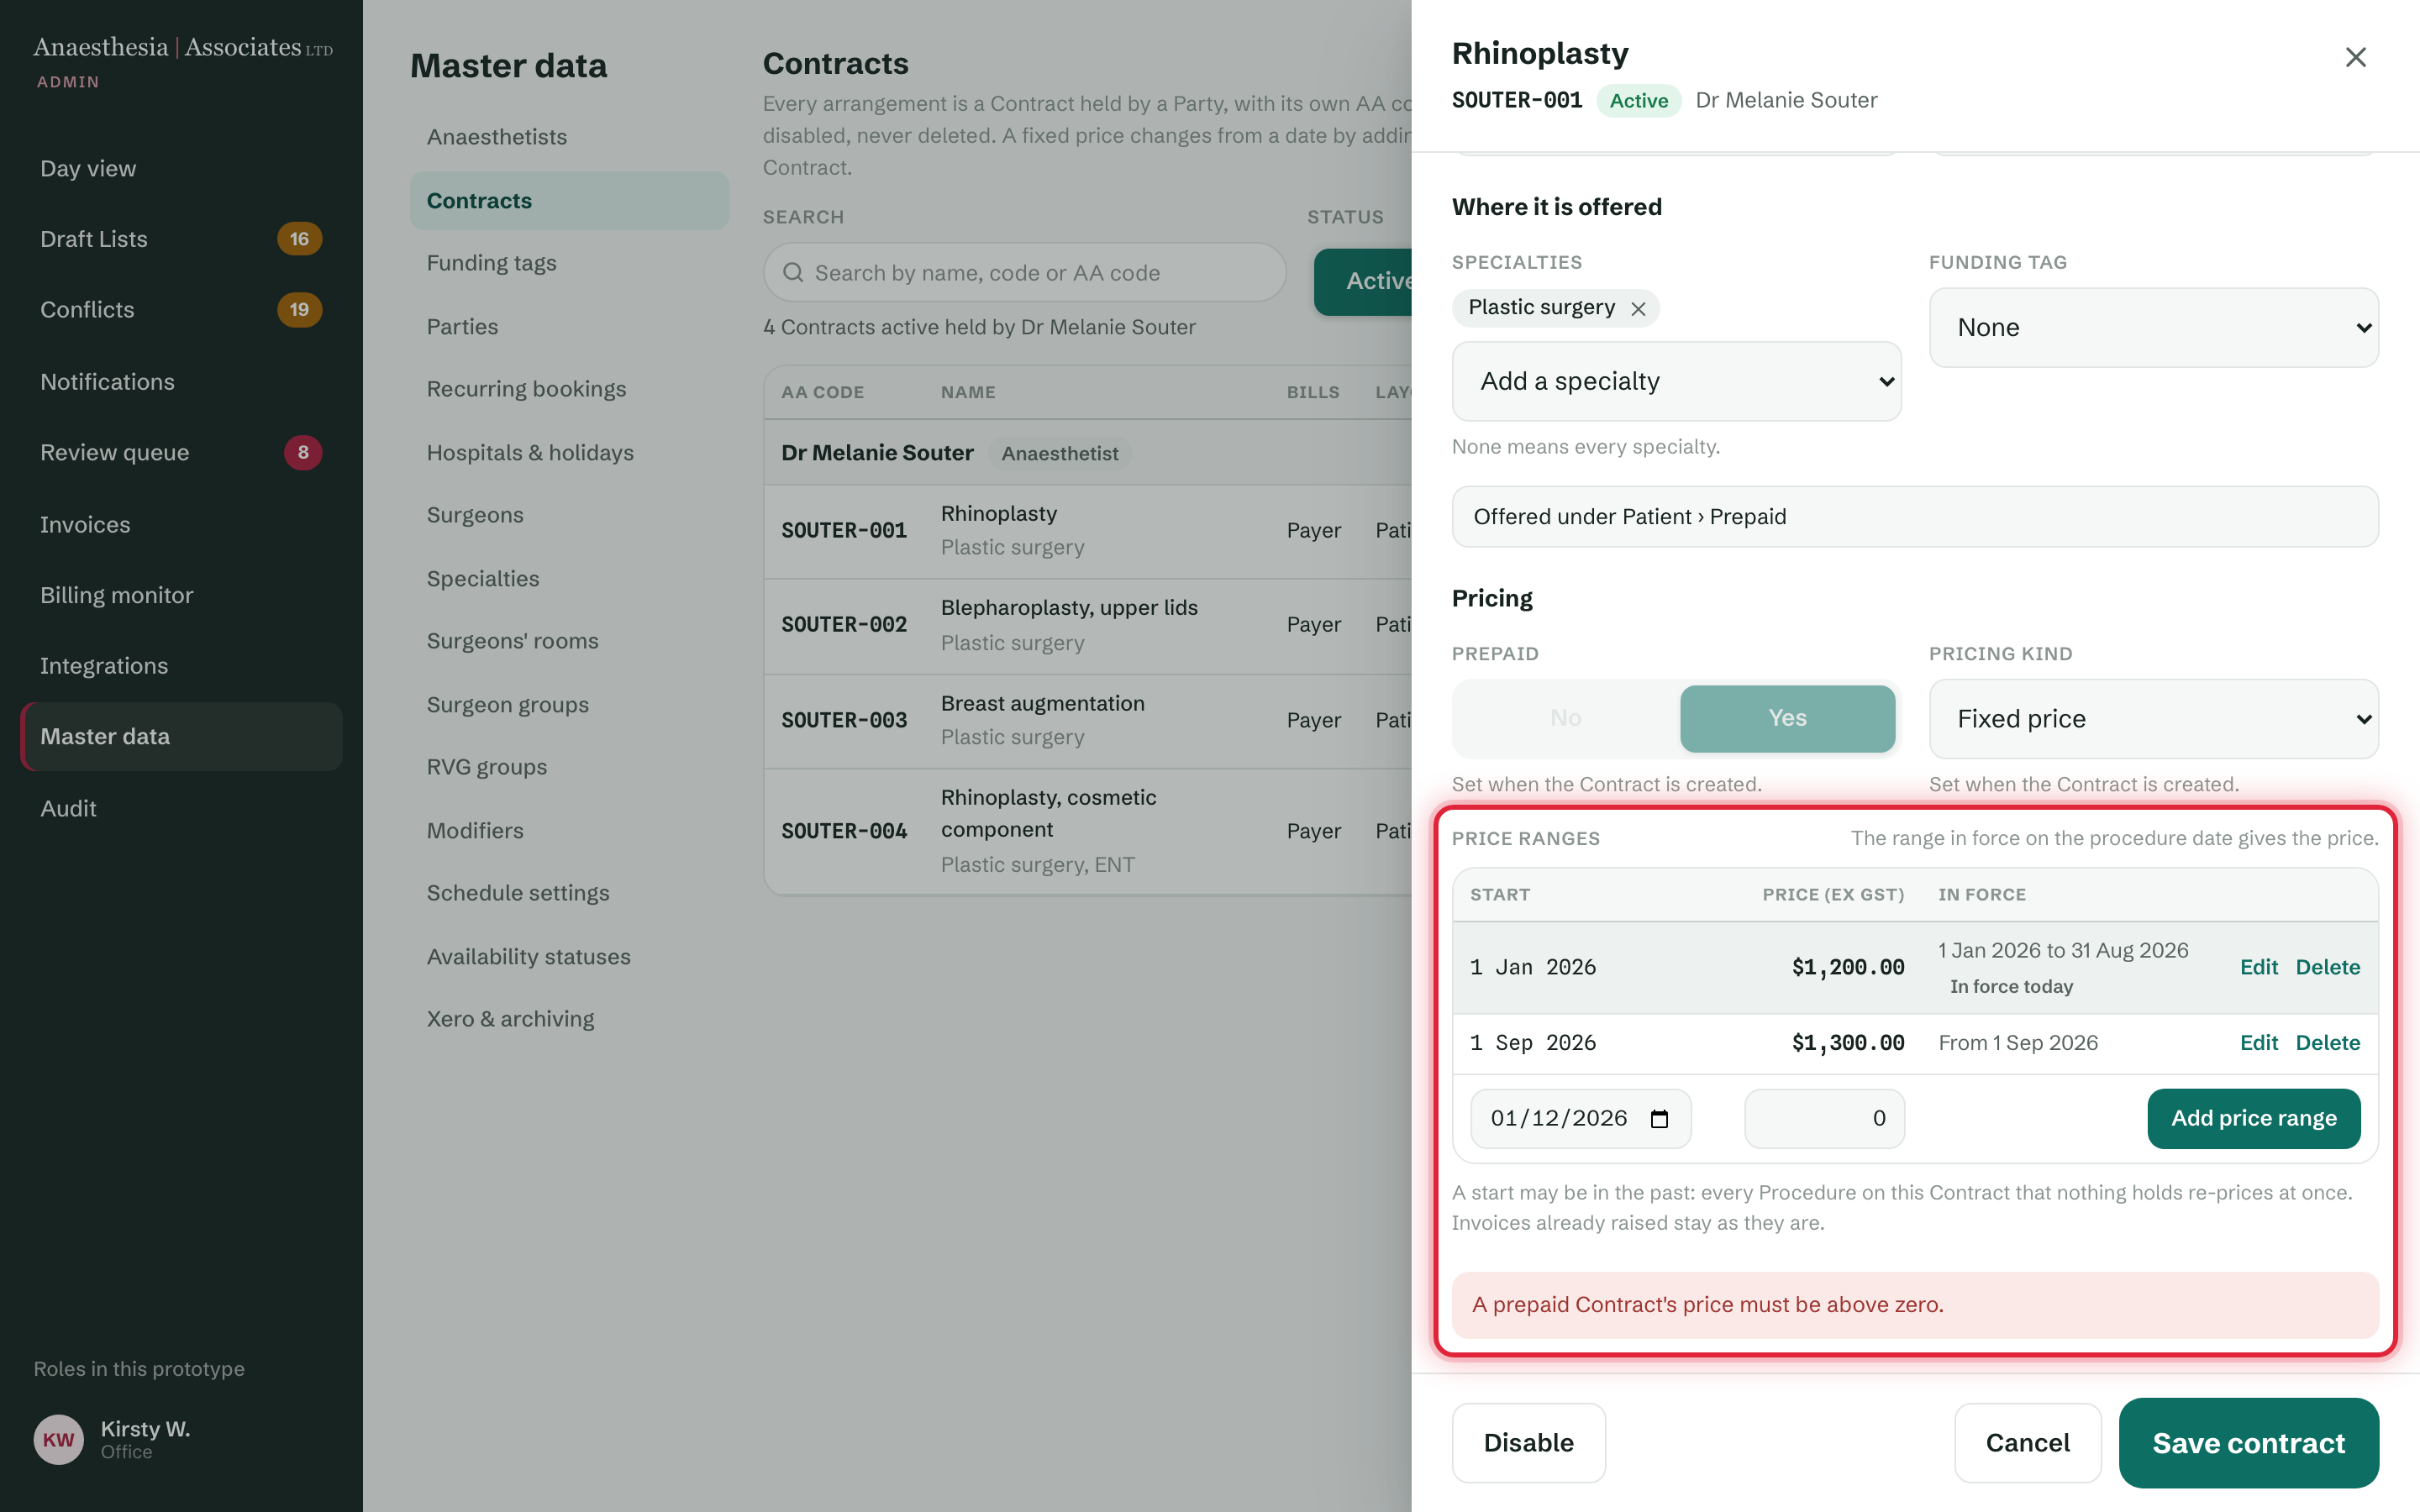 Anaesthesia | Associates LTD
ADMIN
Day view
Draft Lists 16
Conflicts 19
Notifications
Review queue 8
Invoices
Billing monitor
Integrations
Master data
Audit
Roles in this prototype
KW
Kirsty W.
Office
Master data
Anaesthetists
Contracts
Funding tags
Parties
Recurring bookings
Hospitals & holidays
Surgeons
Specialties
Surgeons' rooms
Surgeon groups
RVG groups
Modifiers
Schedule settings
Availability statuses
Xero & archiving
Contracts
Every arrangement is a Contract held by a Party, with its own AA co
disabled, never deleted. A fixed price changes from a date by addin
Contract.
SEARCH STATUS
Search by name, code or AA code
Active
4 Contracts active held by Dr Melanie Souter
AA CODE NAME BILLS LAY
Dr Melanie Souter Anaesthetist
SOUTER-001 Rhinoplasty Payer Pati
Plastic surgery
SOUTER-002 Blepharoplasty, upper lids Payer Pati
Plastic surgery
SOUTER-003 Breast augmentation Payer Pati
Plastic surgery
SOUTER-004 Rhinoplasty, cosmetic component Payer Pati
Plastic surgery, ENT
Rhinoplasty
SOUTER-001 Active Dr Melanie Souter
Where it is offered
SPECIALTIES FUNDING TAG
Plastic surgery
None
Add a specialty
None means every specialty.
Offered under Patient › Prepaid
Pricing
PREPAID PRICING KIND
No Yes Fixed price
Set when the Contract is created. Set when the Contract is created.
PRICE RANGES The range in force on the procedure date gives the price.
START PRICE (EX GST) IN FORCE
1 Jan 2026 $1,200.00 1 Jan 2026 to 31 Aug 2026 Edit Delete
In force today
1 Sep 2026 $1,300.00 From 1 Sep 2026 Edit Delete
01/12/2026 0 Add price range
A start may be in the past: every Procedure on this Contract that nothing holds re-prices at once.
Invoices already raised stay as they are.
A prepaid Contract's price must be above zero.
Disable Cancel Save contract